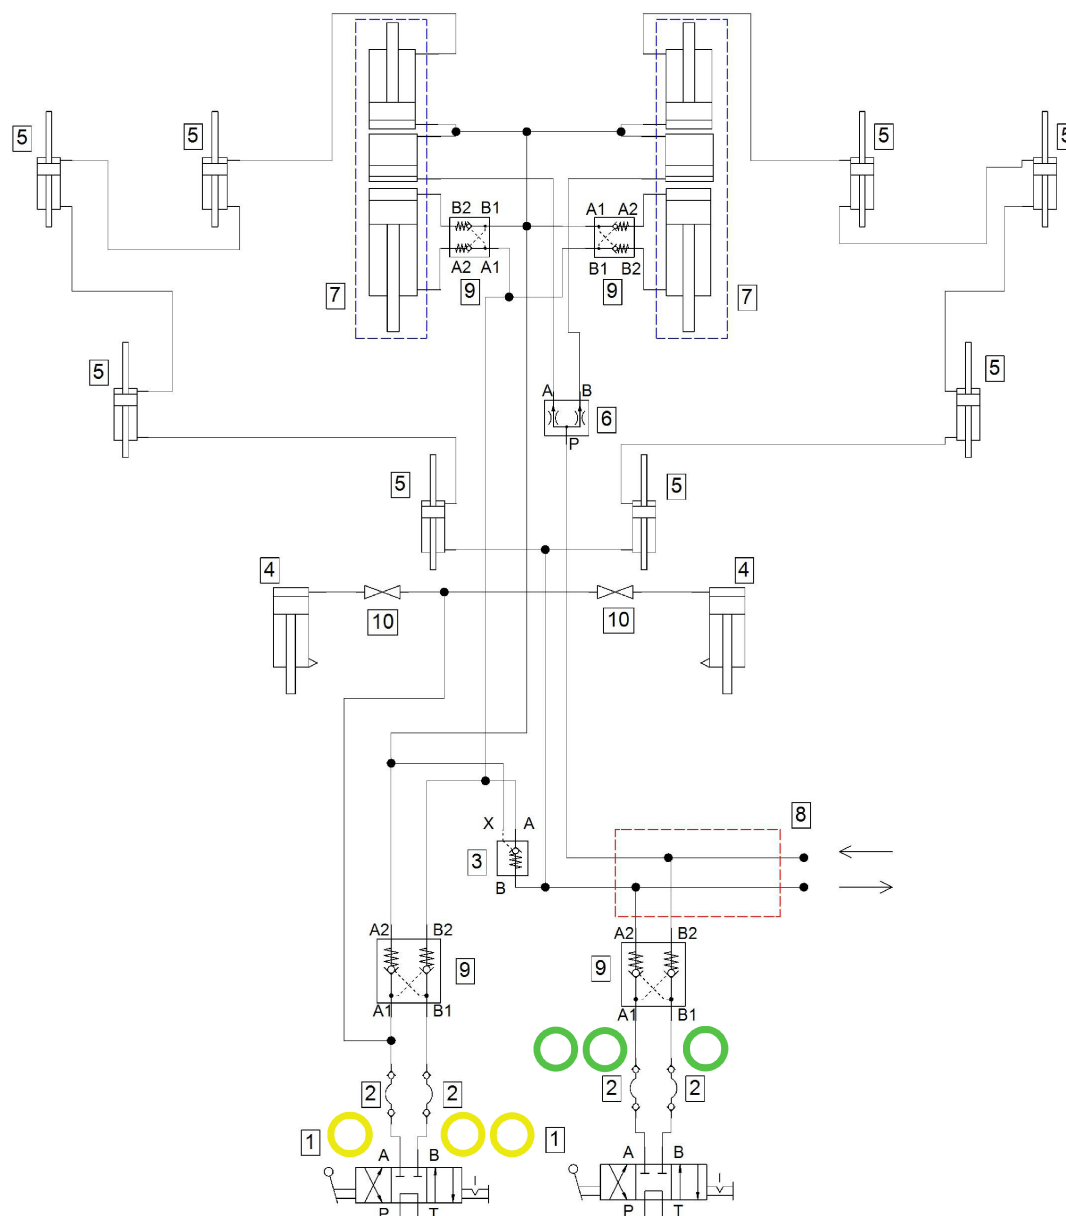 5 5 5 5
B2 B1 A1 A2
A2 A1 B1 B2
7 9 9 7
5 A B 6 5
P
5 5
4 4
10 10
8
X A
3
B
A2 B2 A2 B2
9 9
A1 B1 A1 B1
2 2 2 2
1 1
A B A B
P T P T